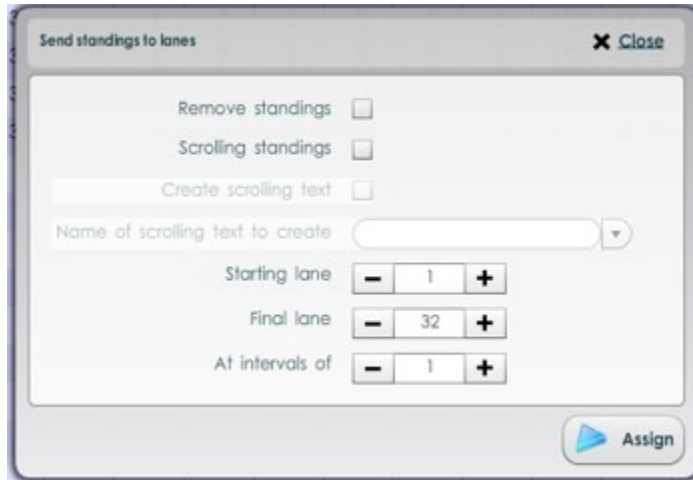 Send standings to lanes
Close
Remove standings
Scrolling standings
Create scrolling text
Name of scrolling text to create
Starting lane 1
Final lane 32
At intervals of 1
Assign